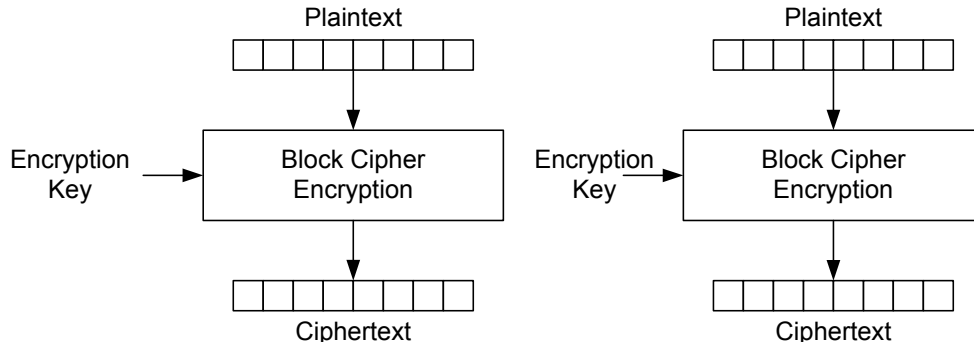 Plaintext
Plaintext
Encryption
Key
Block Cipher
Encryption
Encryption
Key
Block Cipher
Encryption
Ciphertext
Ciphertext